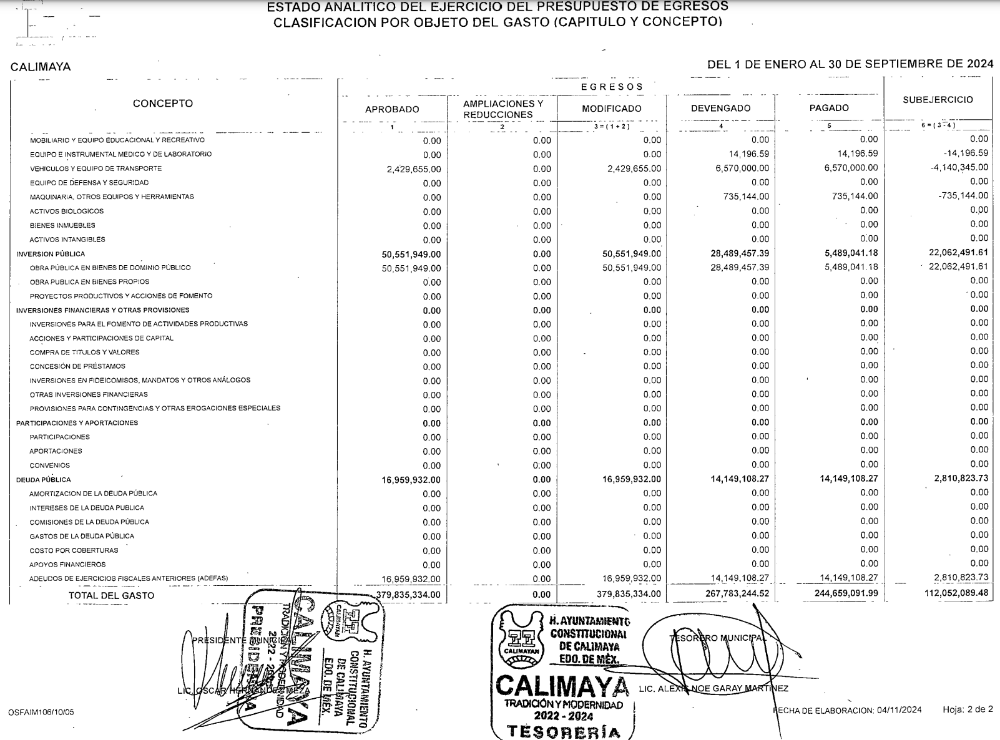 ESTADO ANALITICO DEL EJERCICIO DEL PRESUPUESTO DE EGRESOS
CLASIFICACION POR OBJETO DEL GASTO (CAPITULO Y CONCEPTO)
CALIMAYA DEL 1 DE ENERO AL 30 DE SEPTIEMBRE DE 2024
E G R E S O S
CONCEPTO APROBADO AMPLIACIONES Y REDUCCIONES MODIFICADO DEVENGADO PAGADO SUBEJERCICIO
1 2 3 = ( 1 + 2 ) 4 5 6 = ( 3 - 4 )
MOBILIARIO Y EQUIPO EDUCACIONAL Y RECREATIVO 0.00 0.00 0.00 0.00 0.00 0.00
EQUIPO E INSTRUMENTAL MEDICO Y DE LABORATORIO 0.00 0.00 0.00 14,196.59 14,196.59 -14,196.59
VEHICULOS Y EQUIPO DE TRANSPORTE 2,429,655.00 0.00 2,429,655.00 6,570,000.00 6,570,000.00 -4,140,345.00
EQUIPO DE DEFENSA Y SEGURIDAD 0.00 0.00 0.00 0.00 0.00 0.00
MAQUINARIA, OTROS EQUIPOS Y HERRAMIENTAS 0.00 0.00 0.00 735,144.00 735,144.00 -735,144.00
ACTIVOS BIOLOGICOS 0.00 0.00 0.00 0.00 0.00 0.00
BIENES INMUEBLES 0.00 0.00 0.00 0.00 0.00 0.00
ACTIVOS INTANGIBLES 0.00 0.00 0.00 0.00 0.00 0.00
INVERSION PÚBLICA 50,551,949.00 0.00 50,551,949.00 28,489,457.39 5,489,041.18 22,062,491.61
OBRA PÚBLICA EN BIENES DE DOMINIO PÚBLICO 50,551,949.00 0.00 50,551,949.00 28,489,457.39 5,489,041.18 22,062,491.61
OBRA PUBLICA EN BIENES PROPIOS 0.00 0.00 0.00 0.00 0.00 0.00
PROYECTOS PRODUCTIVOS Y ACCIONES DE FOMENTO 0.00 0.00 0.00 0.00 0.00 0.00
INVERSIONES FINANCIERAS Y OTRAS PROVISIONES 0.00 0.00 0.00 0.00 0.00 0.00
INVERSIONES PARA EL FOMENTO DE ACTIVIDADES PRODUCTIVAS 0.00 0.00 0.00 0.00 0.00 0.00
ACCIONES Y PARTICIPACIONES DE CAPITAL 0.00 0.00 0.00 0.00 0.00 0.00
COMPRA DE TITULOS Y VALORES 0.00 0.00 0.00 0.00 0.00 0.00
CONCESIÓN DE PRÉSTAMOS 0.00 0.00 0.00 0.00 0.00 0.00
INVERSIONES EN FIDEICOMISOS, MANDATOS Y OTROS ANÁLOGOS 0.00 0.00 0.00 0.00 0.00 0.00
OTRAS INVERSIONES FINANCIERAS 0.00 0.00 0.00 0.00 0.00 0.00
PROVISIONES PARA CONTINGENCIAS Y OTRAS EROGACIONES ESPECIALES 0.00 0.00 0.00 0.00 0.00 0.00
PARTICIPACIONES Y APORTACIONES 0.00 0.00 0.00 0.00 0.00 0.00
PARTICIPACIONES 0.00 0.00 0.00 0.00 0.00 0.00
APORTACIONES 0.00 0.00 0.00 0.00 0.00 0.00
CONVENIOS 0.00 0:00 0.00 0.00 0.00 0.00
DEUDA PÚBLICA 16,959,932.00 0.00 16,959,932.00 14,149,108.27 14,149,108.27 2,810,823.73
AMORTIZACION DE LA DEUDA PÚBLICA 0.00 0.00 0.00 0.00 0.00 0.00
INTERESES DE LA DEUDA PUBLICA 0.00 0.00 0.00 0.00 0.00 0.00
COMISIONES DE LA DEUDA PÚBLICA 0.00 0.00 0.00 0.00 0.00 0.00
GASTOS DE LA DEUDA PÚBLICA 0.00 0.00 0.00 0.00 0.00 0.00
COSTO POR COBERTURAS 0.00 0.00 0.00 0.00 0.00 0.00
APOYOS FINANCIEROS 0.00 0.00 0.00 0.00 0.00 0.00
ADEUDOS DE EJERCICIOS FISCALES ANTERIORES (ADEFAS) 16,959,932.00 0.00 16,959,932.00 14,149,108.27 14,149,108.27 2,810,823.73
TOTAL DEL GASTO 379,835,334.00 0.00 379,835,334.00 267,783,244.52 244,659,091.99 112,052,089.48
PRESIDENTE MUNICIPAL
LIC. OSCAR HERNANDEZ MEZA
H. AYUNTAMIENTO
CONSTITUCIONAL
DE CALIMAYA
EDO. DE MÉX.
CALIMAYA
TRADICIÓN Y MODERNIDAD
2022 - 2024
PRESIDENCIA
CALIMAYAN
H. AYUNTAMIENTO
CONSTITUCIONAL
DE CALIMAYA
EDO. DE MÉX.
CALIMAYAN
CALIMAYA
TRADICIÓN Y MODERNIDAD
2022 - 2024
TESORERÍA
TESORERO MUNICIPAL
LIC. ALEXIS NOE GARAY MARTINEZ
OSFAIM106/10/05 FECHA DE ELABORACION: 04/11/2024 Hoja: 2 de 2